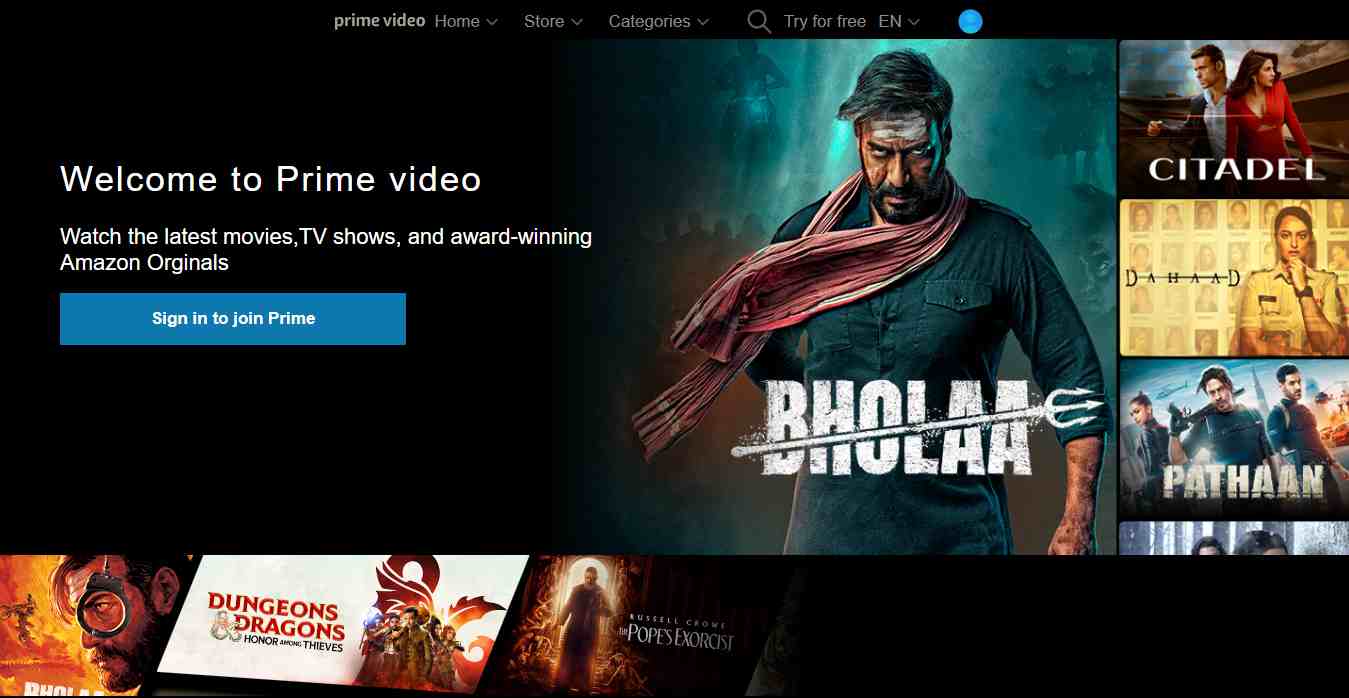 prime video Home Store Categories Try for free EN
Welcome to Prime video
Watch the latest movies,TV shows, and award-winning
Amazon Orginals
Sign in to join Prime
BHOLAA
CITADEL
DAHAAD
PATHAAN
BHOLAA
DUNGEONS
& DRAGONS
HONOR AMONG THIEVES
RUSSELL CROWE
THE POPE'S EXORCIST